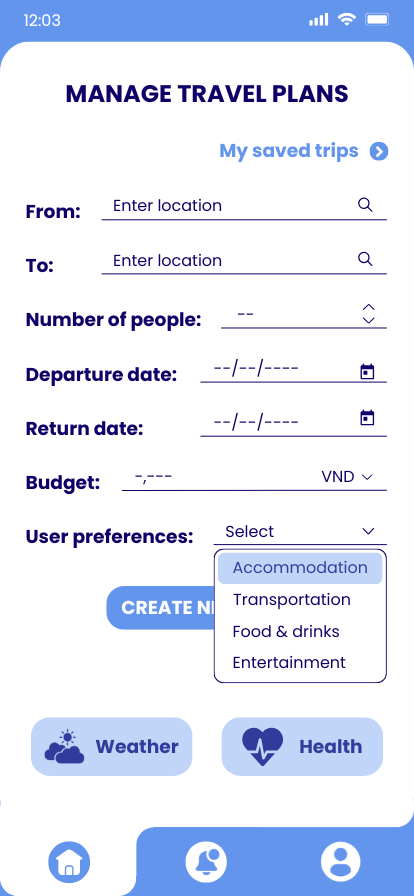 12:03
MANAGE TRAVEL PLANS
My saved trips
From: Enter location
To: Enter location
Number of people: --
Departure date: --/--/----
Return date: --/--/----
Budget: -,--- VND
User preferences: Select
Accommodation
Transportation
Food & drinks
Entertainment
CREATE
Weather
Health